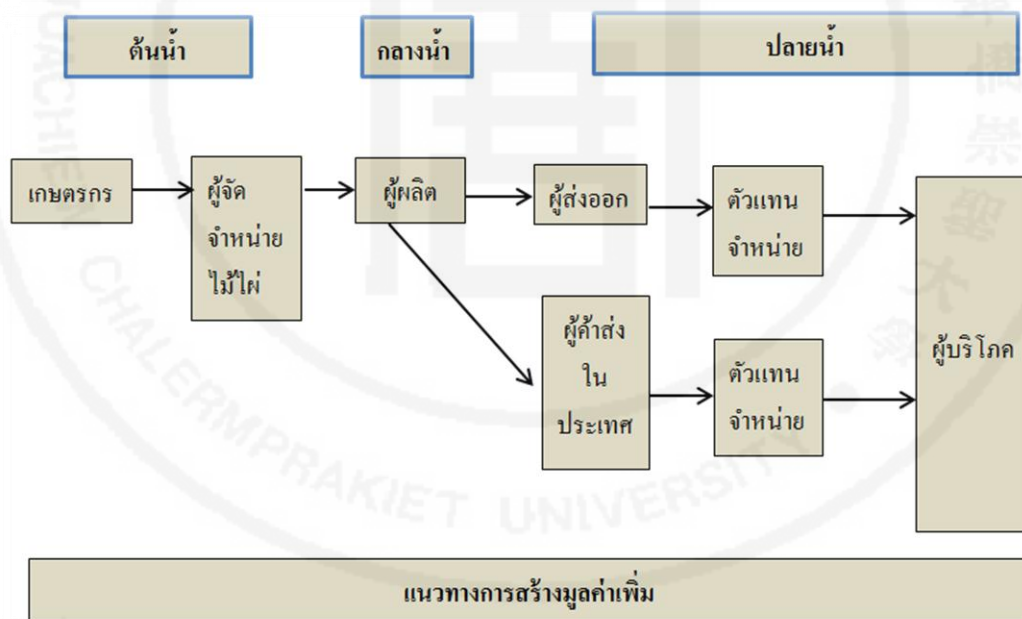 ต้นน้ำ
กลางน้ำ
ปลายน้ำ
เกษตรกร
ผู้จัด
จำหน่าย
ไม้ไผ่
ผู้ผลิต
ผู้ส่งออก
ตัวแทน
จำหน่าย
ผู้ค้าส่ง
ใน
ประเทศ
ตัวแทน
จำหน่าย
ผู้บริโภค
แนวทางการสร้างมูลค่าเพิ่ม
CHALERMPRAKIET UNIVERSITY